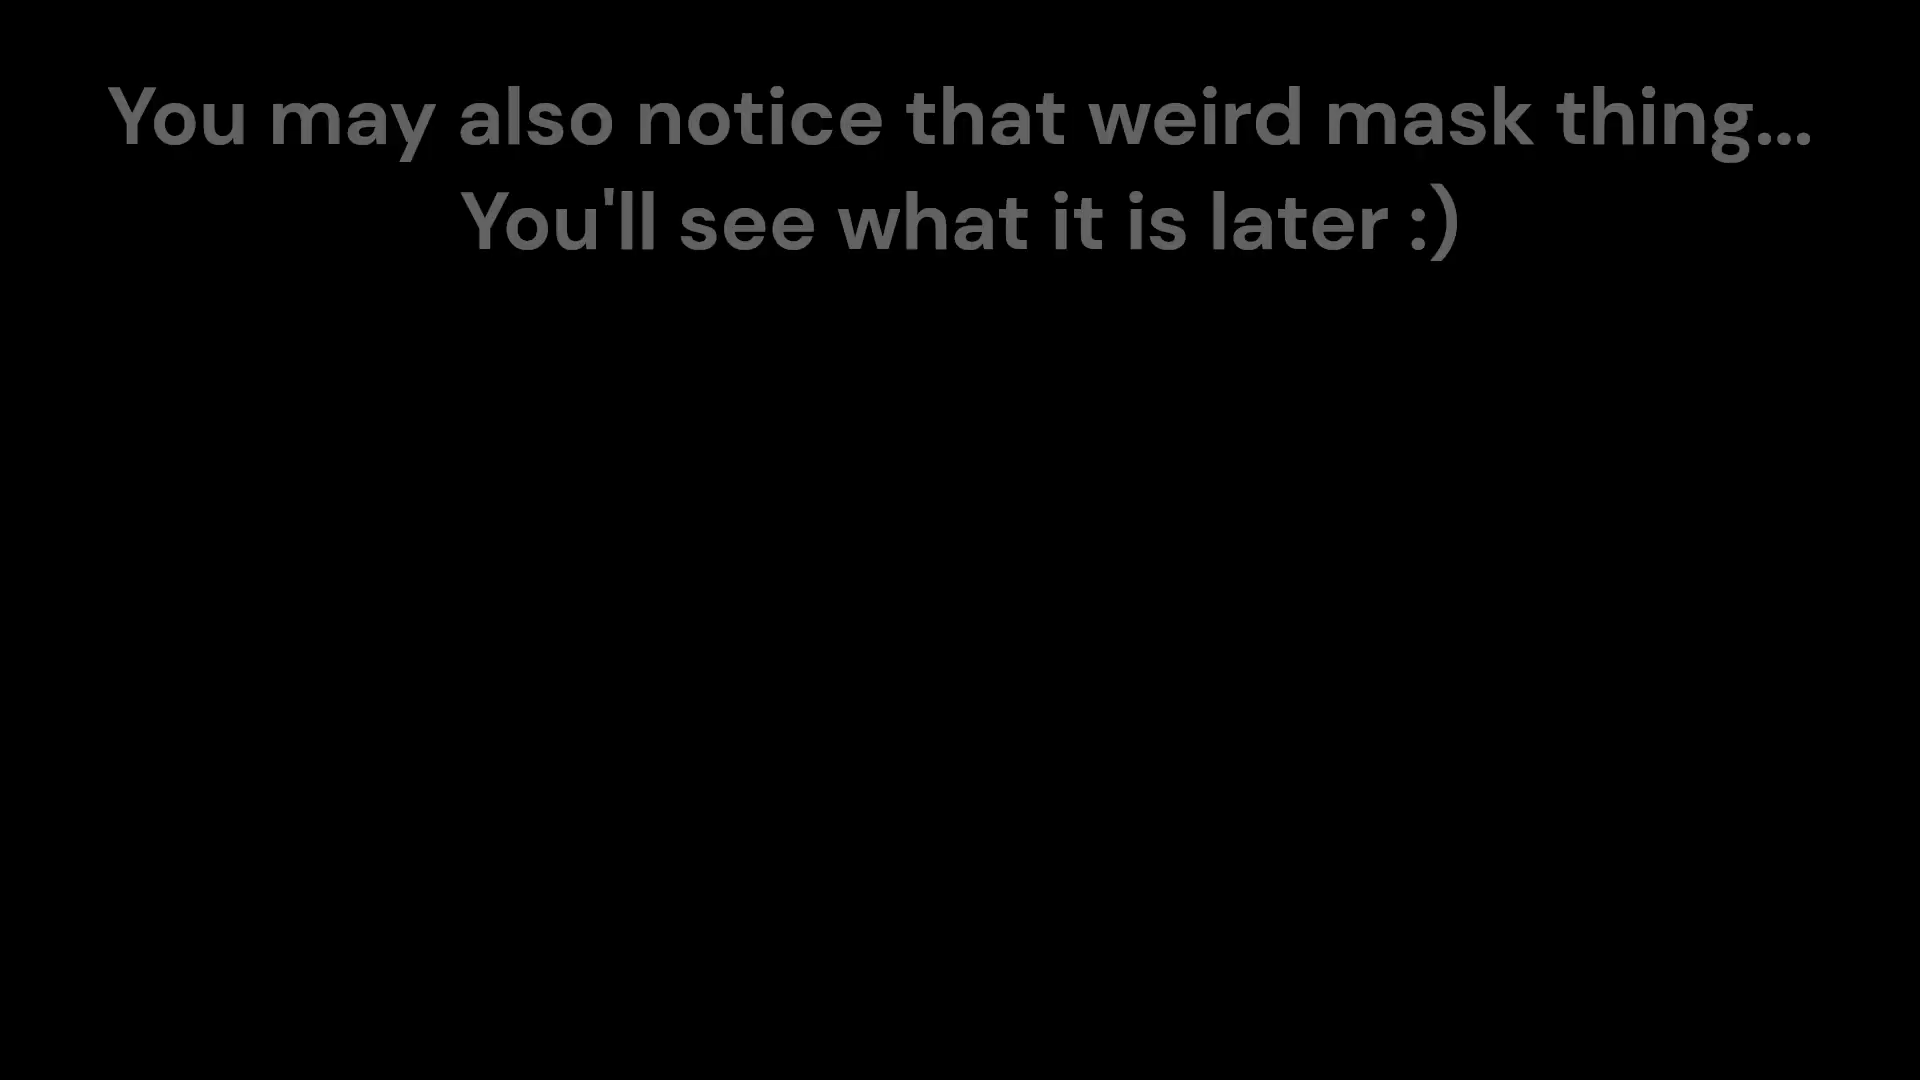 You may also notice that weird mask thing...
You'll see what it is later :)